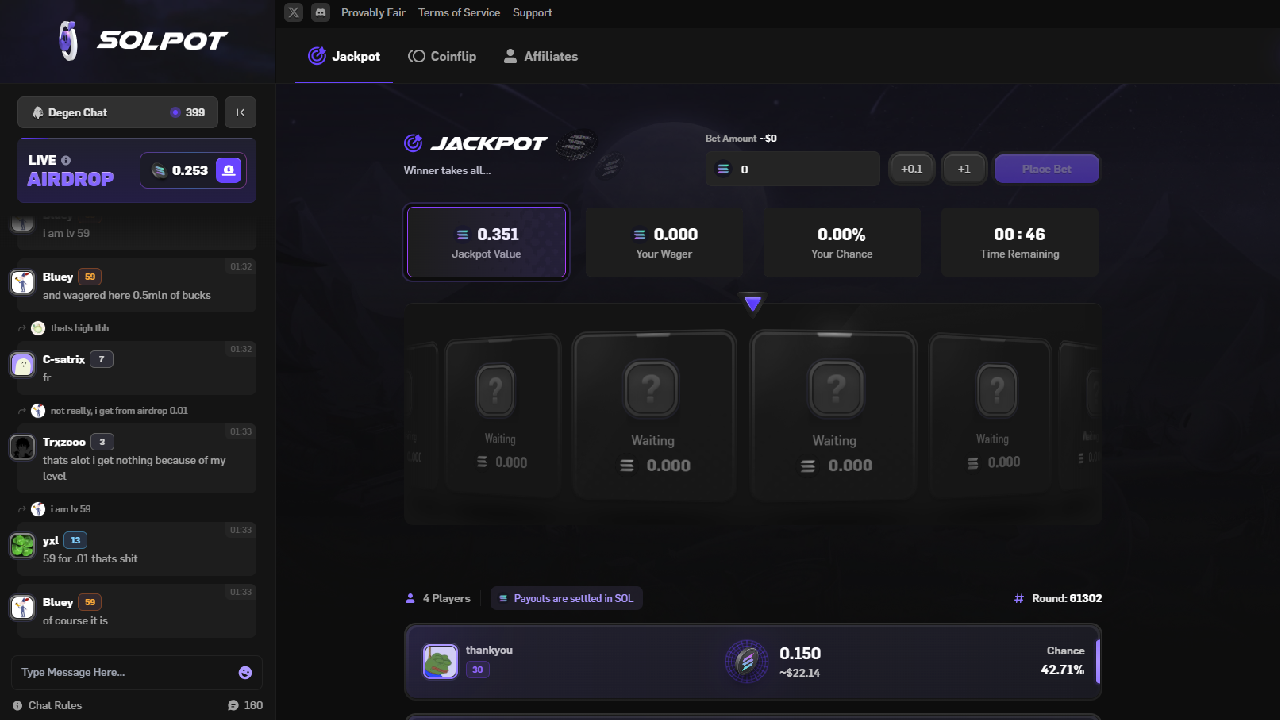 SOLPOT
Provably Fair
Terms of Service
Support
Jackpot
Coinflip
Affiliates
Degen Chat
399
LIVE
AIRDROP
0.253
i am lv 59
Bluey 59
01:32
and wagered here 0.5mln of bucks
thats high tbh
C-satrix 7
01:32
fr
not really, i get from airdrop 0.01
Trxzooo 3
01:33
thats alot i get nothing because of my
level
i am lv 59
yxl 13
01:33
59 for .01 thats shit
Bluey 59
01:33
of course it is
Type Message Here...
Chat Rules
160
JACKPOT
Winner takes all...
Bet Amount ~$0
0
+0.1
+1
Place Bet
0.351
Jackpot Value
0.000
Your Wager
0.00%
Your Chance
00:46
Time Remaining
?
Waiting
0.000
?
Waiting
0.000
?
Waiting
0.000
?
Waiting
0.000
4 Players
Payouts are settled in SOL
# Round: 61302
thankyou
30
0.150
~$22.14
Chance
42.71%